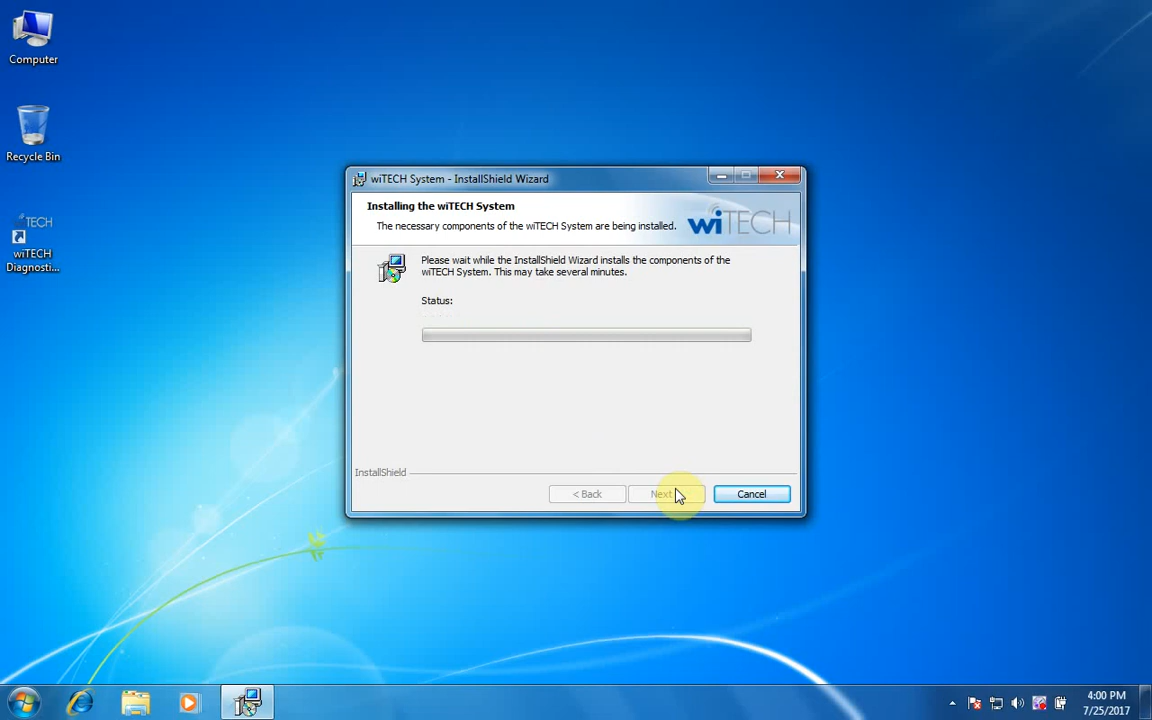 Computer
Recycle Bin
TECH
wiTECH
Diagnosti...
wiTECH System - InstallShield Wizard
Installing the wiTECH System
The necessary components of the wiTECH System are being installed.
wiTECH
Please wait while the InstallShield Wizard installs the components of the
wiTECH System. This may take several minutes.
Status:
InstallShield
< Back
Next
Cancel
4:00 PM
7/25/2017